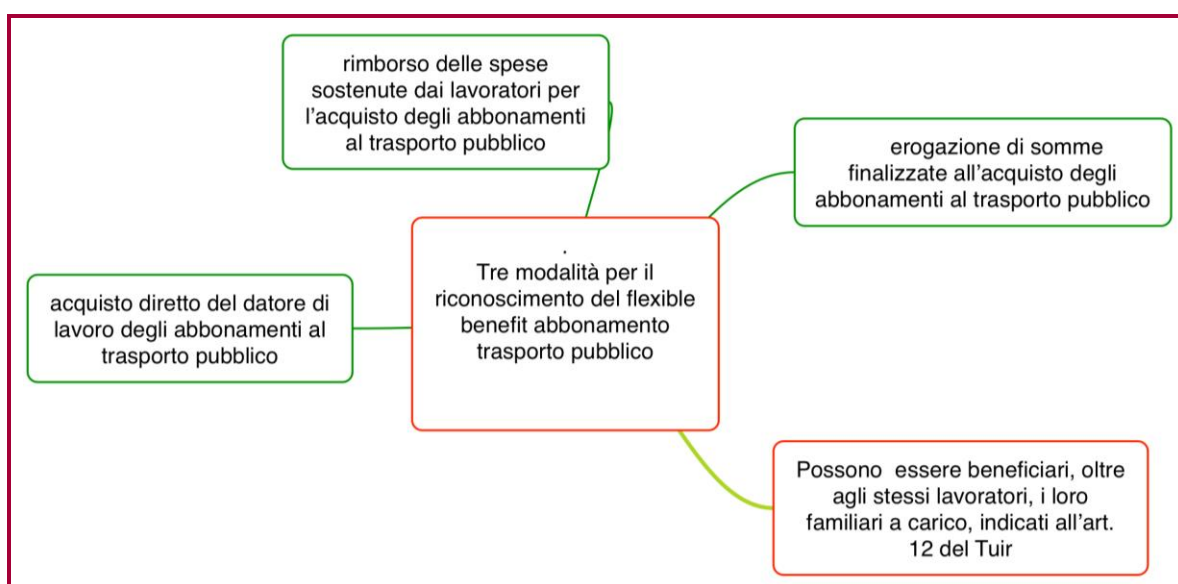 rimborso delle spese
sostenute dai lavoratori per
l'acquisto degli abbonamenti
al trasporto pubblico
erogazione di somme
finalizzate all'acquisto degli
abbonamenti al trasporto pubblico
.
Tre modalità per il
riconoscimento del flexible
benefit abbonamento
trasporto pubblico
acquisto diretto del datore di
lavoro degli abbonamenti al
trasporto pubblico
Possono essere beneficiari, oltre
agli stessi lavoratori, i loro
familiari a carico, indicati all'art.
12 del Tuir